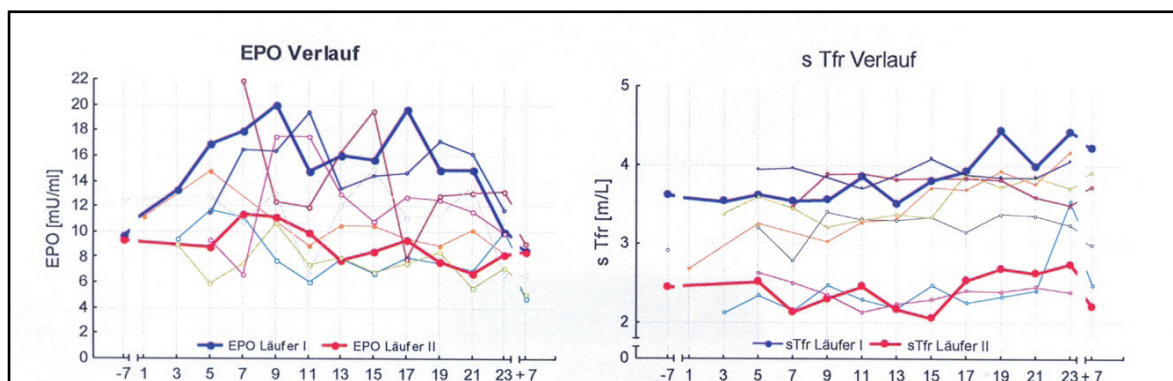 EPO Verlauf
EPO [mU/ml]
22
20
18
16
14
12
10
8
6
4
2
0
EPO Läufer I EPO Läufer II
-7 1 3 5 7 9 11 13 15 17 19 21 23 + 7
s Tfr Verlauf
s Tfr [m/L]
5
4
3
2
0
sTfr Läufer I sTfr Läufer II
-7 1 3 5 7 9 11 13 15 17 19 21 23 + 7